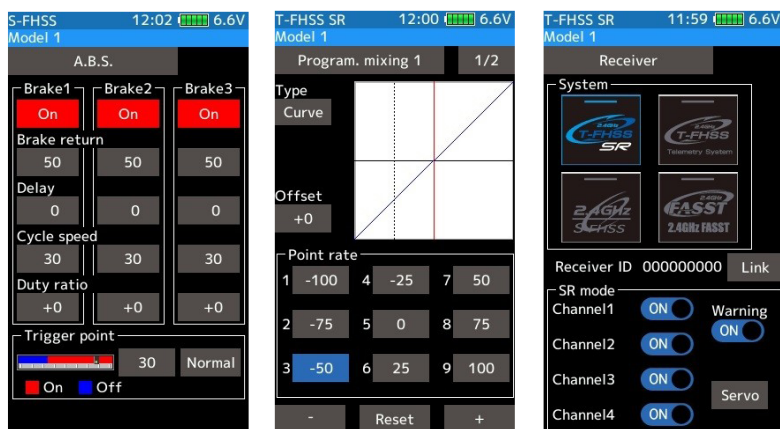 S-FHSS 12:02 6.6V
Model 1
A.B.S.
Brake1 Brake2 Brake3
On On On
Brake return
50 50 50
Delay
0 0 0
Cycle speed
30 30 30
Duty ratio
+0 +0 +0
Trigger point
30 Normal
On Off
T-FHSS SR 12:00 6.6V
Model 1
Program. mixing 1 1/2
Type
Curve
Offset
+0
Point rate
1 -100 4 -25 7 50
2 -75 5 0 8 75
3 -50 6 25 9 100
- Reset +
T-FHSS SR 11:59 6.6V
Model 1
Receiver
System
2.4GHz 2.4GHz
T-FHSS T-FHSS
SR Telemetry System
2.4GHz FASST
S-FHSS 2.4GHz FASST
Receiver ID 000000000 Link
SR mode
Channel1 ON Warning
ON
Channel2 ON
Channel3 ON
Servo
Channel4 ON